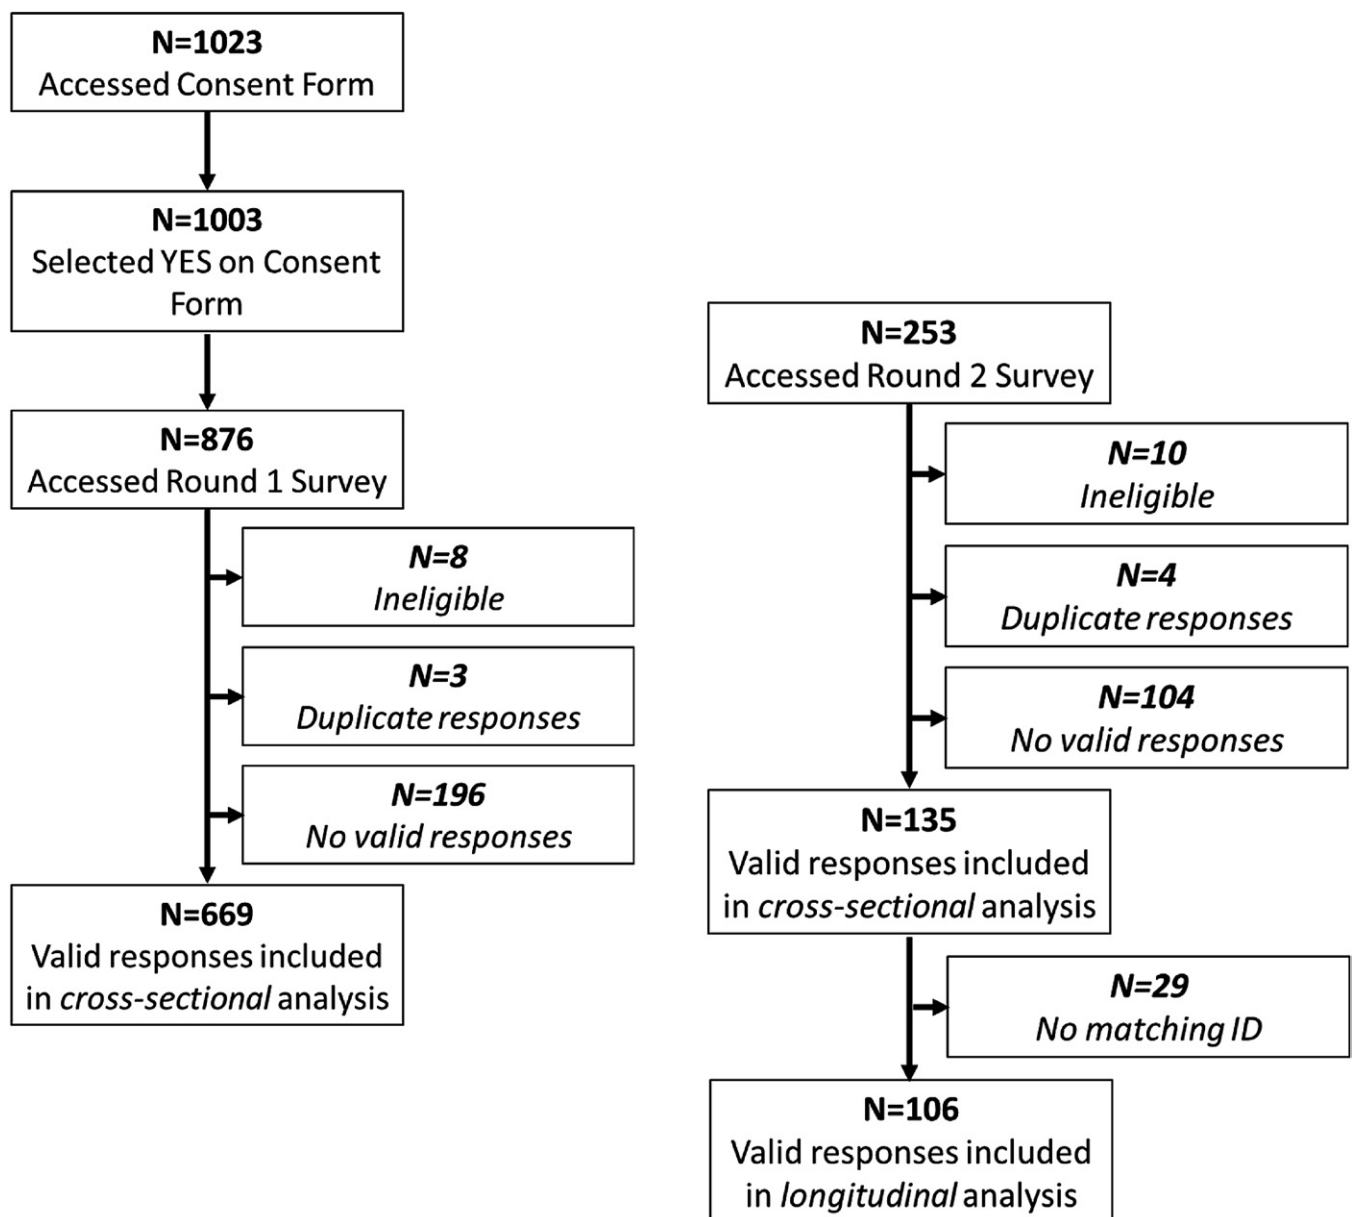 N=1023
Accessed Consent Form
N=1003
Selected YES on Consent
Form
N=876
Accessed Round 1 Survey
N=8
Ineligible
N=3
Duplicate responses
N=196
No valid responses
N=669
Valid responses included
in cross-sectional analysis
N=253
Accessed Round 2 Survey
N=10
Ineligible
N=4
Duplicate responses
N=104
No valid responses
N=135
Valid responses included
in cross-sectional analysis
N=29
No matching ID
N=106
Valid responses included
in longitudinal analysis